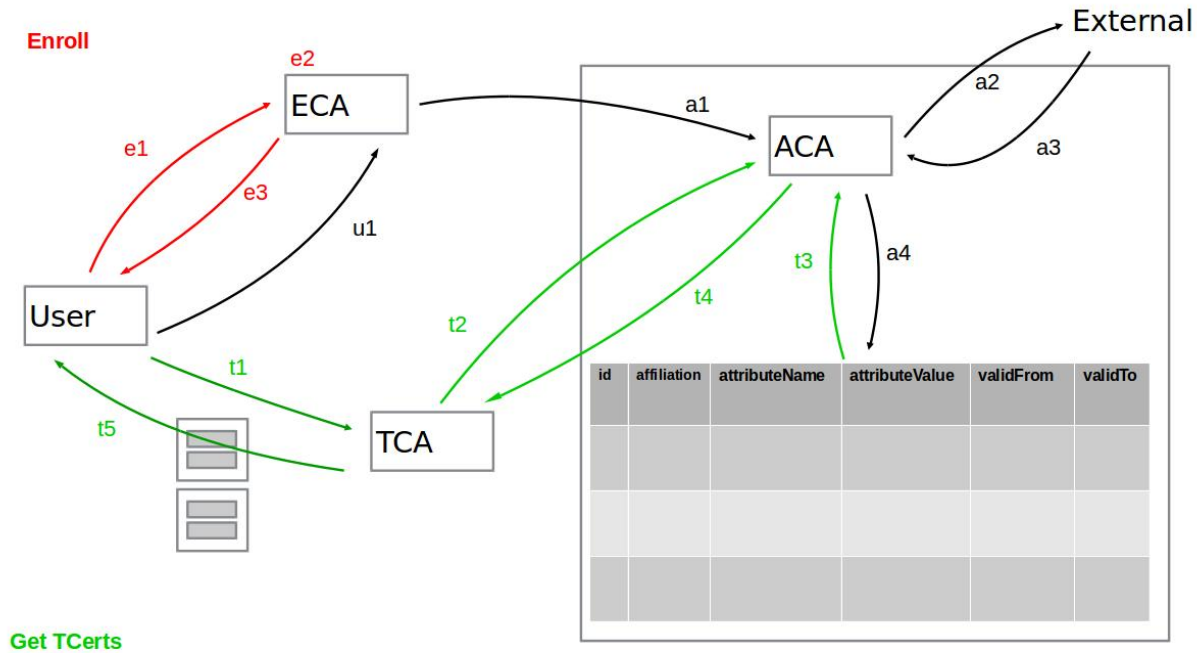 External
Enroll
e2
ECA
a1
a2
ACA
a3
e1
e3
u1
a4
t3
User
t4
t2
t1
id affiliation attributeName attributeValue validFrom validTo
t5
TCA
Get TCerts